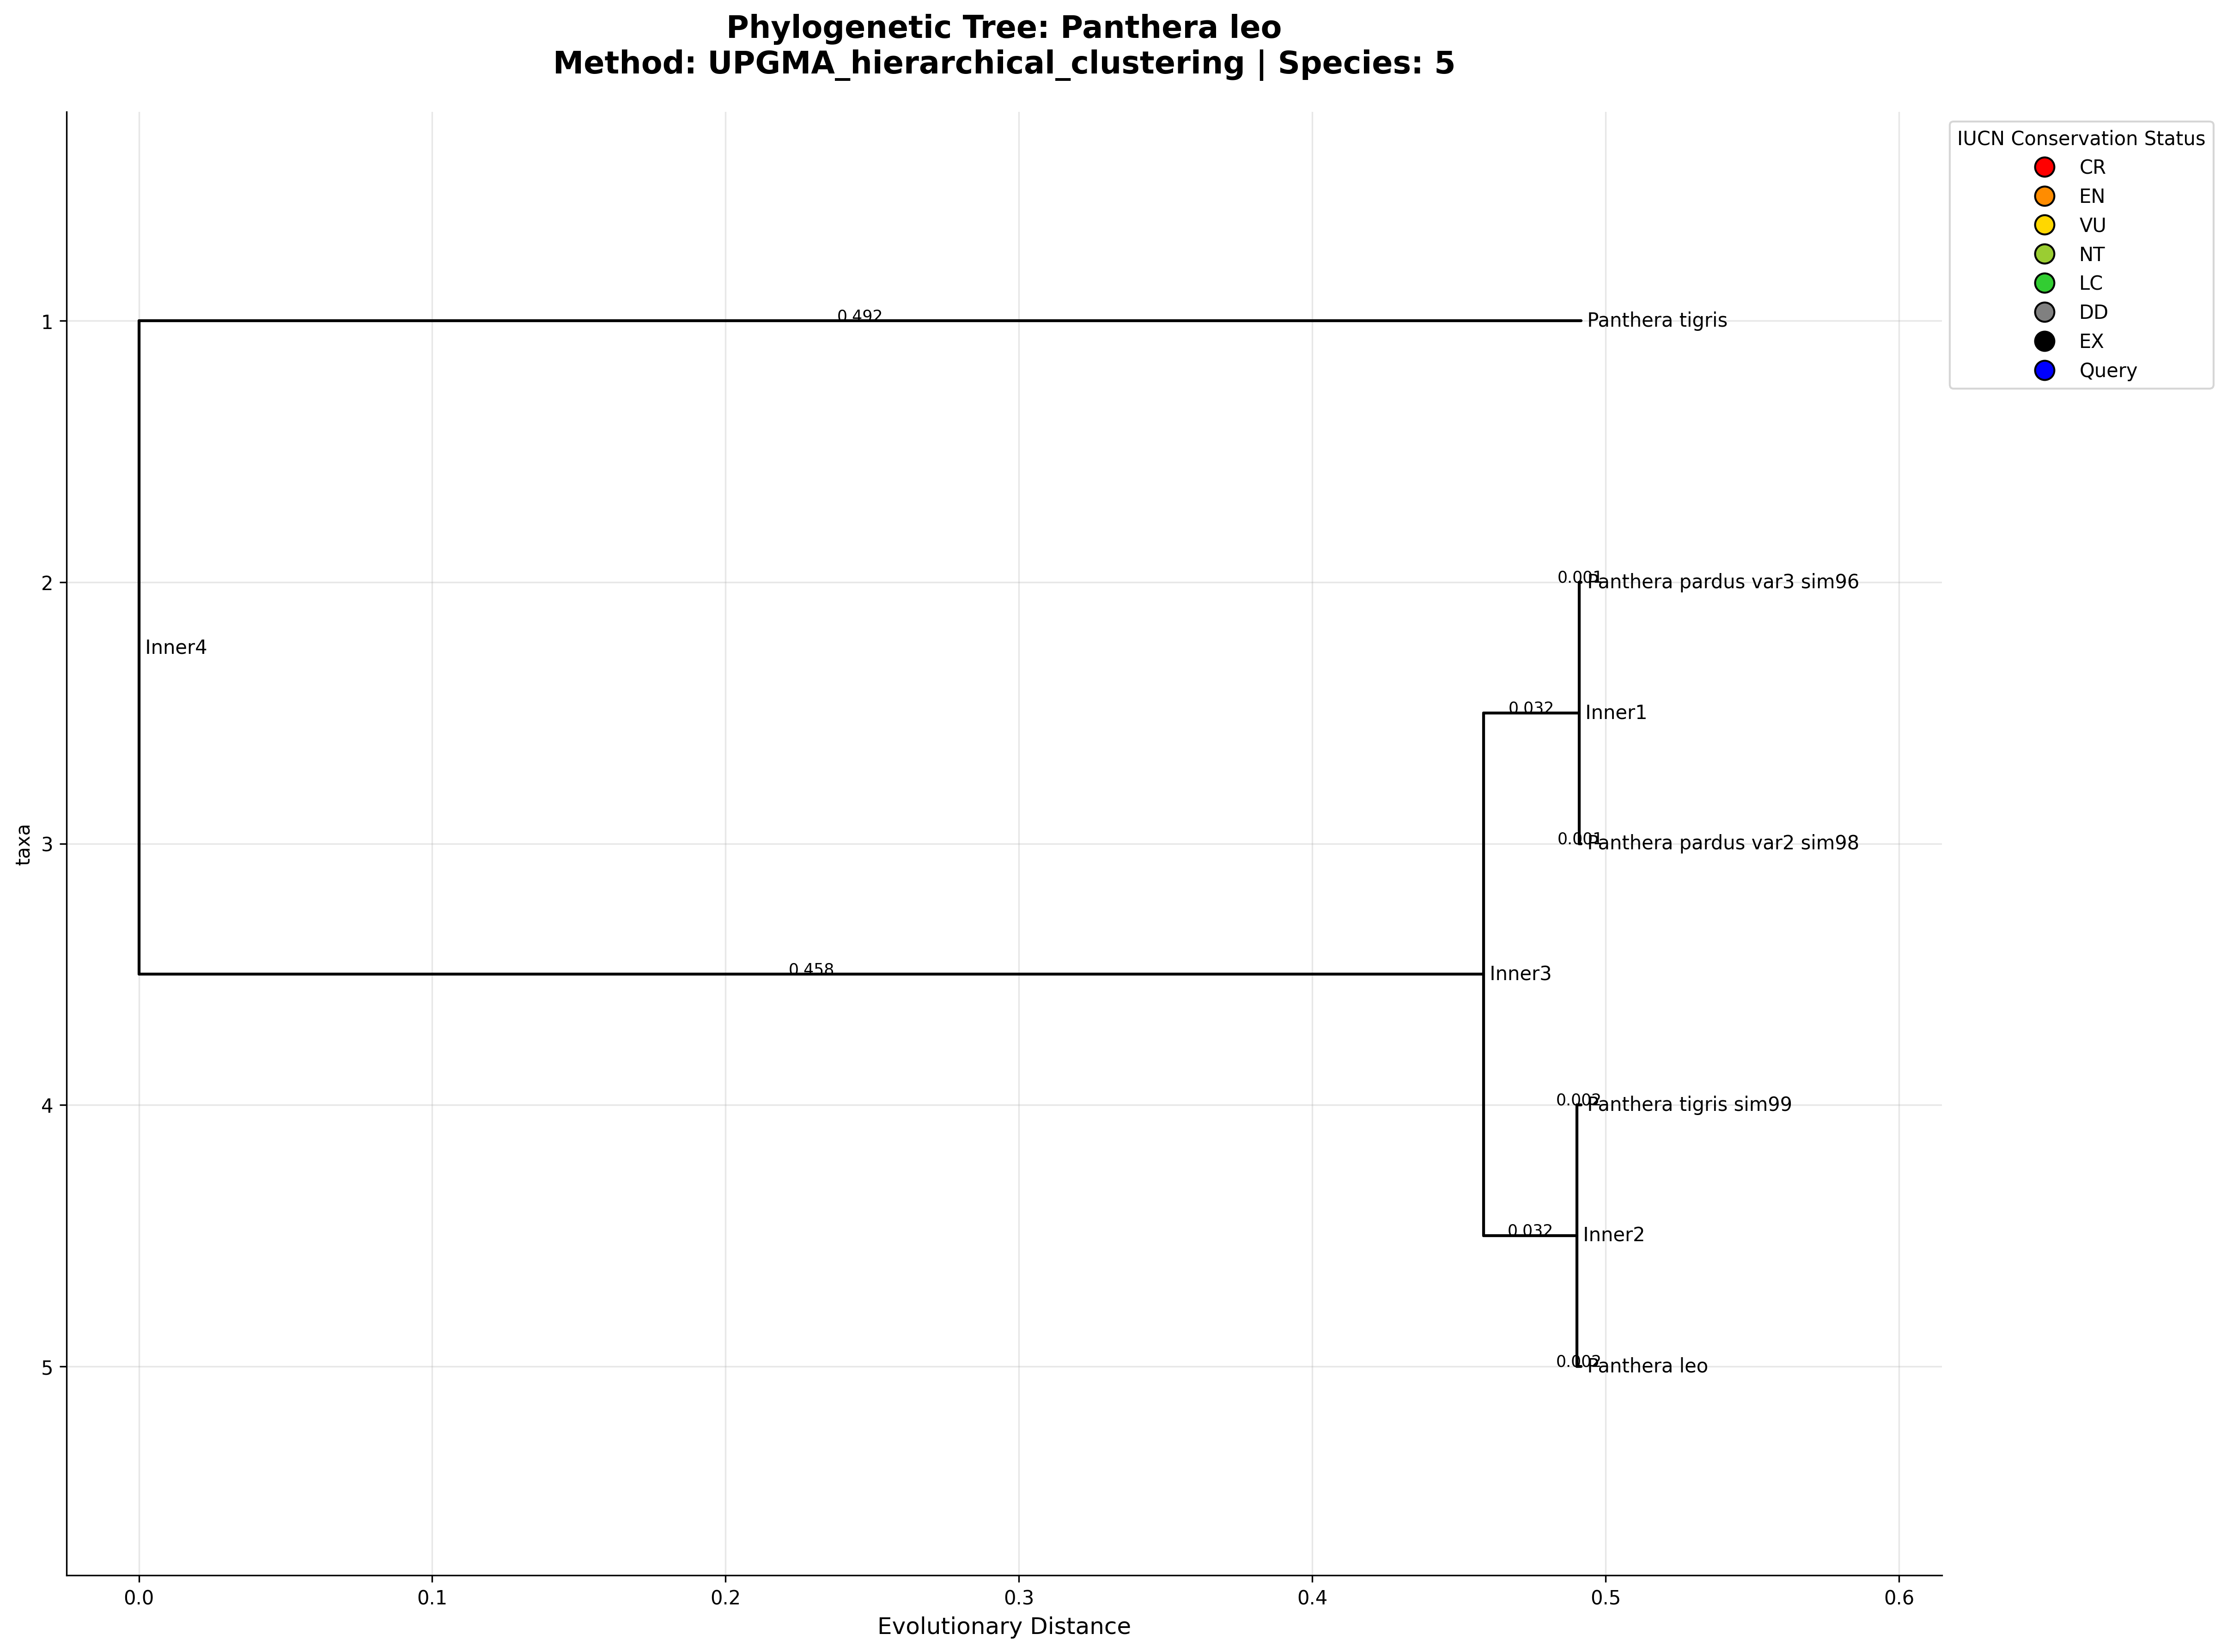 Phylogenetic Tree: Panthera leo
Method: UPGMA_hierarchical_clustering | Species: 5
IUCN Conservation Status
CR
EN
VU
NT
LC
DD
EX
Query
1
0.492
Panthera tigris
2
0.001
Panthera pardus var3 sim96
Inner4
0.032
Inner1
taxa
3
0.001
Panthera pardus var2 sim98
0.458
Inner3
4
0.002
Panthera tigris sim99
0.032
Inner2
5
0.002
Panthera leo
0.0
0.1
0.2
0.3
0.4
0.5
0.6
Evolutionary Distance